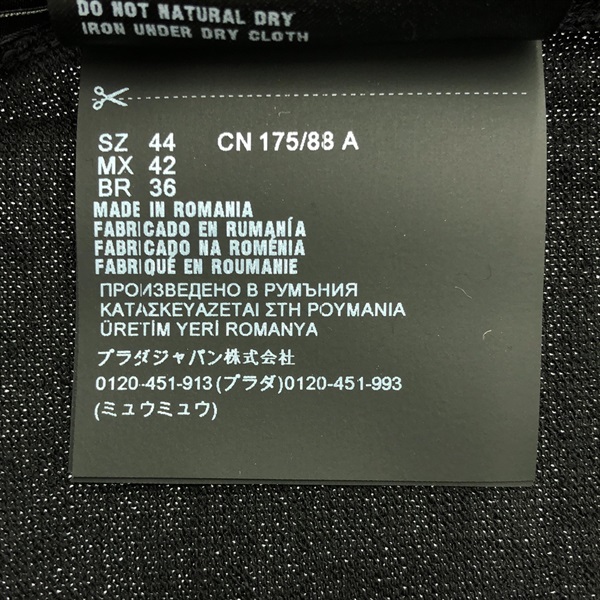 DO NOT NATURAL DRY
IRON UNDER DRY CLOTH
SZ 44 CN 175/88 A
MX 42
BR 36
MADE IN ROMANIA
FABRICADO EN RUMANÍA
FABRICADO NA ROMÉNIA
FABRIQUÉ EN ROUMANIE
ПРОИЗВЕДЕНО В РУМЪНИЯ
ΚΑΤΑΣΚΕΥΑΖΕΤΑΙ ΣΤΗ ΡΟΥΜΑΝΙΑ
ÜRETİM YERİ ROMANYA
プラダジャパン株式会社
0120-451-913(プラダ)0120-451-993
(ミュウミュウ)